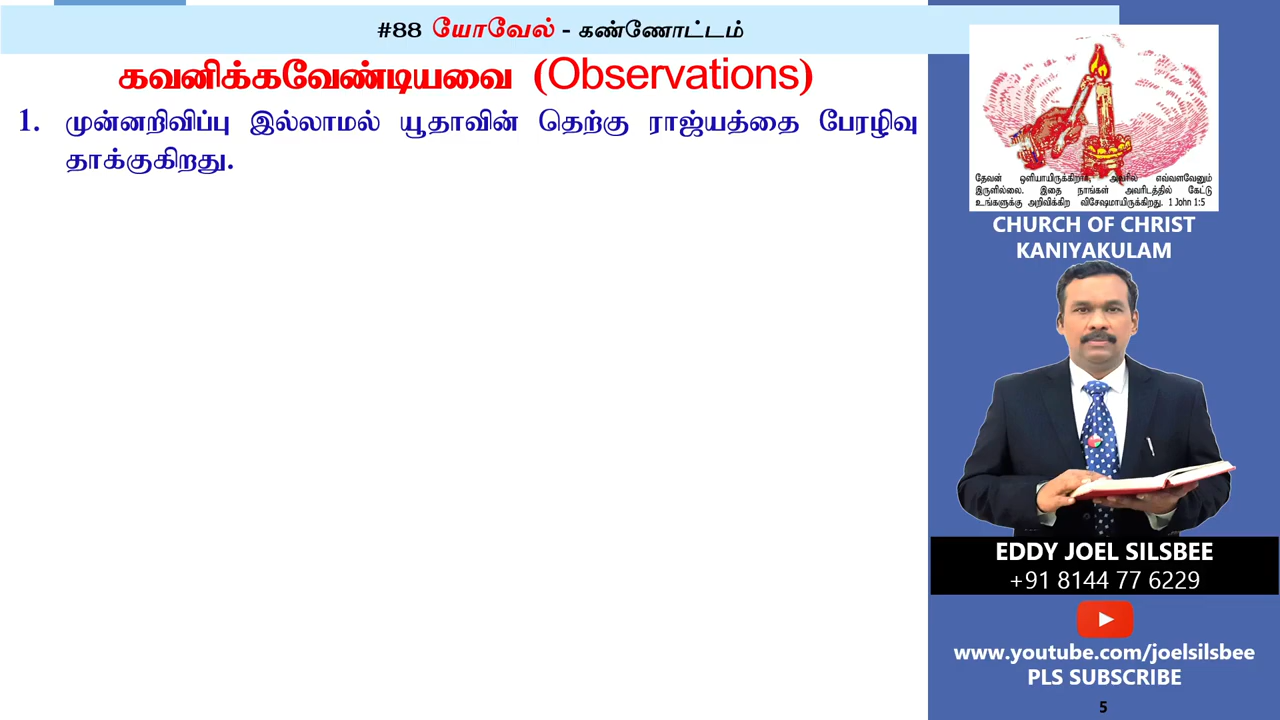 #88 யோவேல் - கண்ணோட்டம்
கவனிக்கவேண்டியவை (Observations)
1. முன்னறிவிப்பு இல்லாமல் யூதாவின் தெற்கு ராஜ்யத்தை பேரழிவு
தாக்குகிறது.
தேவன் ஒளியாயிருக்கிறார், அவரில் எவ்வளவேனும்
இருளில்லை. இதை நாங்கள் அவரிடத்தில் கேட்டு
உங்களுக்கு அறிவிக்கிற விசேஷமாயிருக்கிறது. 1 John 1:5
CHURCH OF CHRIST
KANIYAKULAM
EDDY JOEL SILSBEE
+91 8144 77 6229
www.youtube.com/joelsilsbee
PLS SUBSCRIBE
5